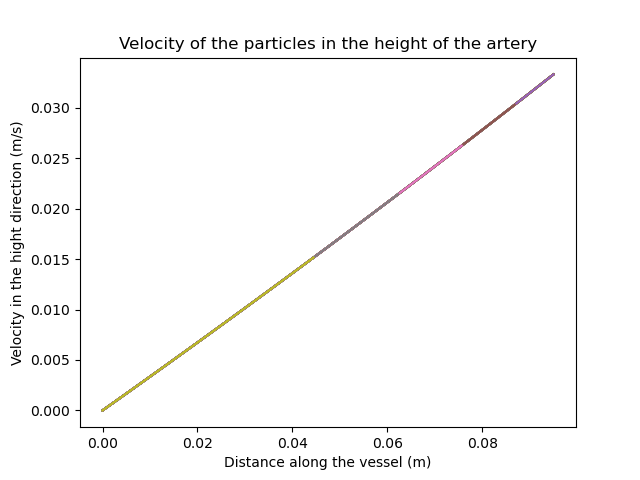 Velocity of the particles in the height of the artery
Velocity in the hight direction (m/s)
0.030
0.025
0.020
0.015
0.010
0.005
0.000
0.00 0.02 0.04 0.06 0.08
Distance along the vessel (m)